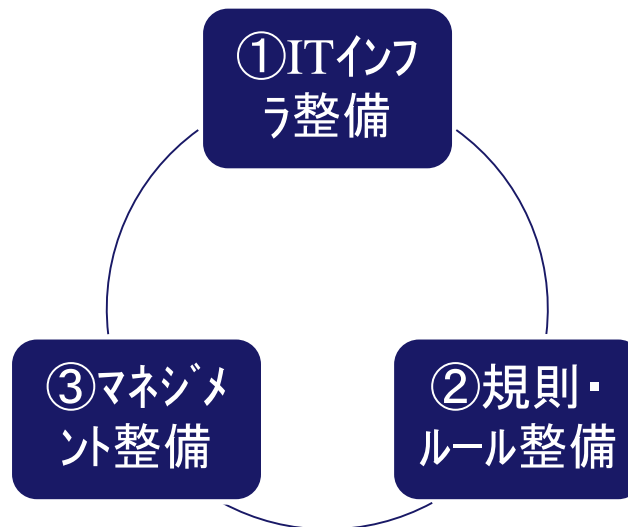 ①ITインフ
ラ整備
③マネジメ
ント整備
②規則・
ルール整備